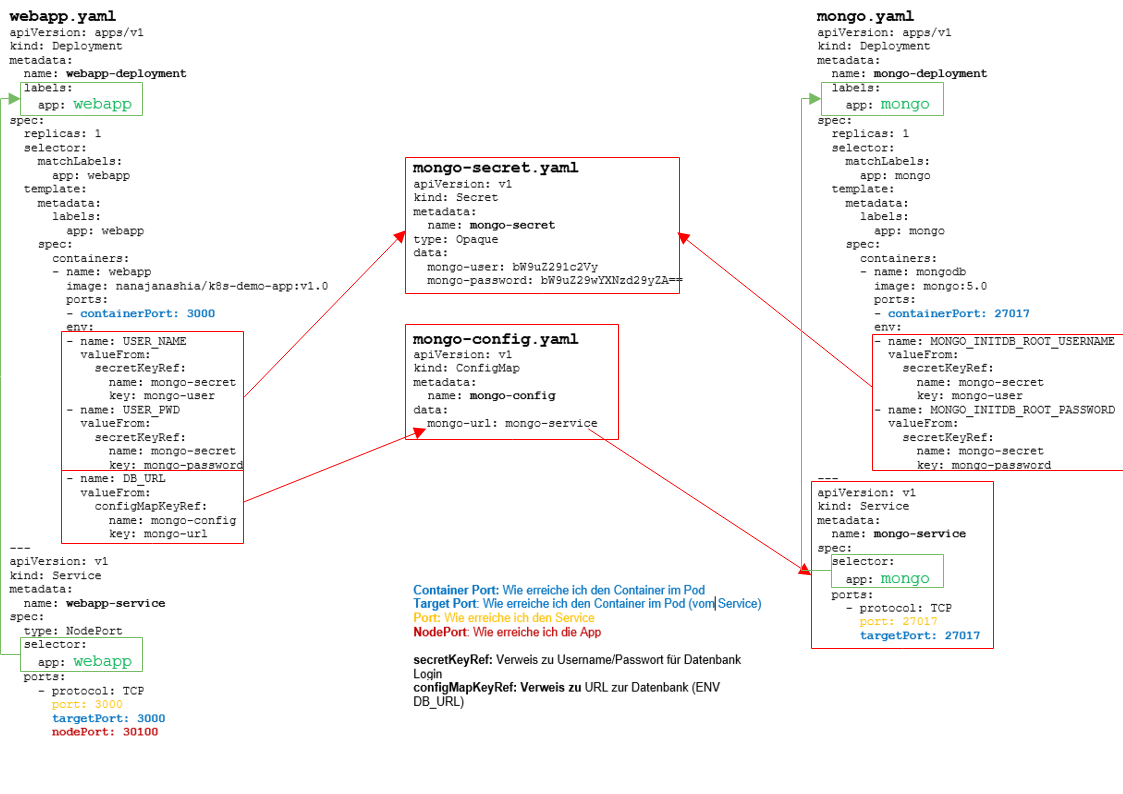 webapp.yaml
apiVersion: apps/v1
kind: Deployment
metadata:
  name: webapp-deployment
  labels:
    app: webapp
spec:
  replicas: 1
  selector:
    matchLabels:
      app: webapp
  template:
    metadata:
      labels:
        app: webapp
    spec:
      containers:
      - name: webapp
        image: nanajanashia/k8s-demo-app:v1.0
        ports:
        - containerPort: 3000
        env:
        - name: USER_NAME
          valueFrom:
            secretKeyRef:
              name: mongo-secret
              key: mongo-user
        - name: USER_PWD
          valueFrom:
            secretKeyRef:
              name: mongo-secret
              key: mongo-password
        - name: DB_URL
          valueFrom:
            configMapKeyRef:
              name: mongo-config
              key: mongo-url
---
apiVersion: v1
kind: Service
metadata:
  name: webapp-service
spec:
  type: NodePort
  selector:
    app: webapp
  ports:
    - protocol: TCP
      port: 3000
      targetPort: 3000
      nodePort: 30100
mongo-secret.yaml
apiVersion: v1
kind: Secret
metadata:
  name: mongo-secret
type: Opaque
data:
  mongo-user: bW9uZ291c2Vy
  mongo-password: bW9uZ29wYXNzd29yZA==
mongo-config.yaml
apiVersion: v1
kind: ConfigMap
metadata:
  name: mongo-config
data:
  mongo-url: mongo-service
Container Port: Wie erreiche ich den Container im Pod
Target Port: Wie erreiche ich den Container im Pod (vom Service)
Port: Wie erreiche ich den Service
NodePort: Wie erreiche ich die App
secretKeyRef: Verweis zu Username/Passwort für Datenbank
Login
configMapKeyRef: Verweis zu URL zur Datenbank (ENV
DB_URL)
mongo.yaml
apiVersion: apps/v1
kind: Deployment
metadata:
  name: mongo-deployment
  labels:
    app: mongo
spec:
  replicas: 1
  selector:
    matchLabels:
      app: mongo
  template:
    metadata:
      labels:
        app: mongo
    spec:
      containers:
      - name: mongodb
        image: mongo:5.0
        ports:
        - containerPort: 27017
        env:
        - name: MONGO_INITDB_ROOT_USERNAME
          valueFrom:
            secretKeyRef:
              name: mongo-secret
              key: mongo-user
        - name: MONGO_INITDB_ROOT_PASSWORD
          valueFrom:
            secretKeyRef:
              name: mongo-secret
              key: mongo-password
---
apiVersion: v1
kind: Service
metadata:
  name: mongo-service
spec:
  selector:
    app: mongo
  ports:
    - protocol: TCP
      port: 27017
      targetPort: 27017